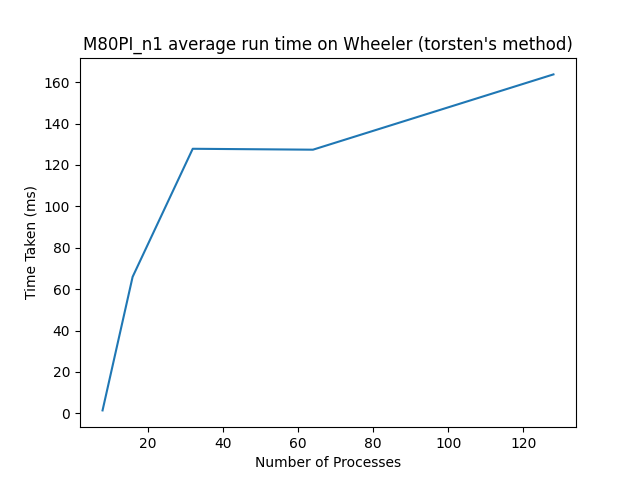 M80PI_n1 average run time on Wheeler (torsten's method)
160
140
120
100
80
60
40
20
0
Time Taken (ms)
20 40 60 80 100 120
Number of Processes